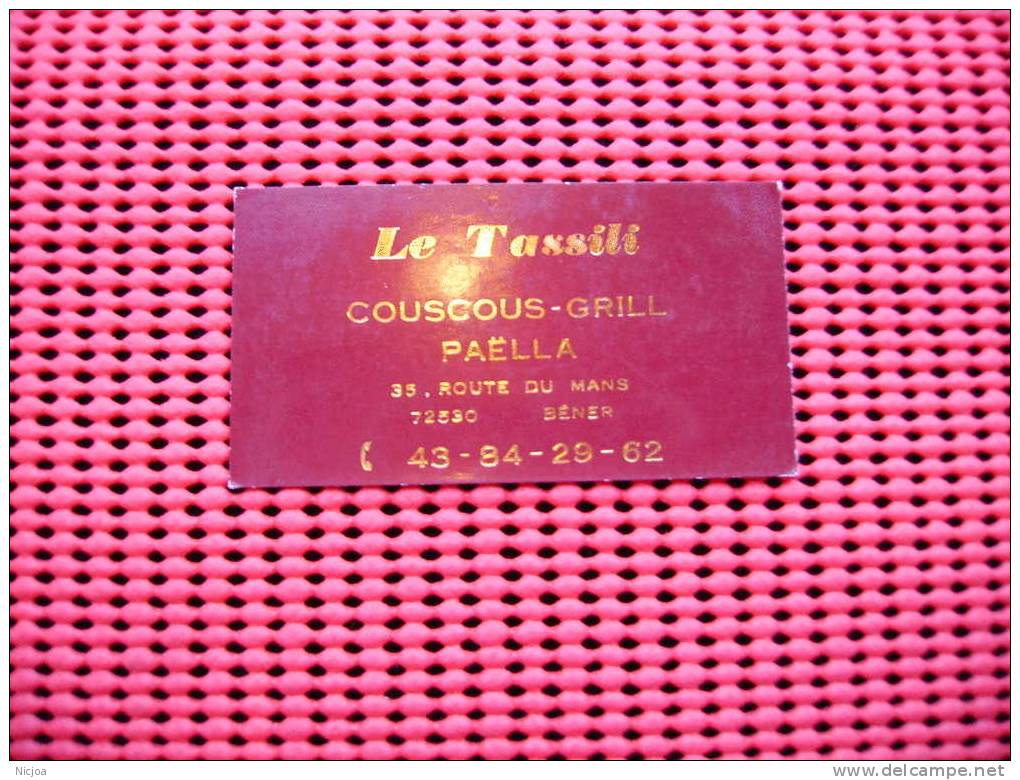 Le Tassili
COUSCOUS-GRILL
PAËLLA
35, ROUTE DU MANS
72530 BÉNER
43-84-29-62
Nicjoa
www.delcampe.net